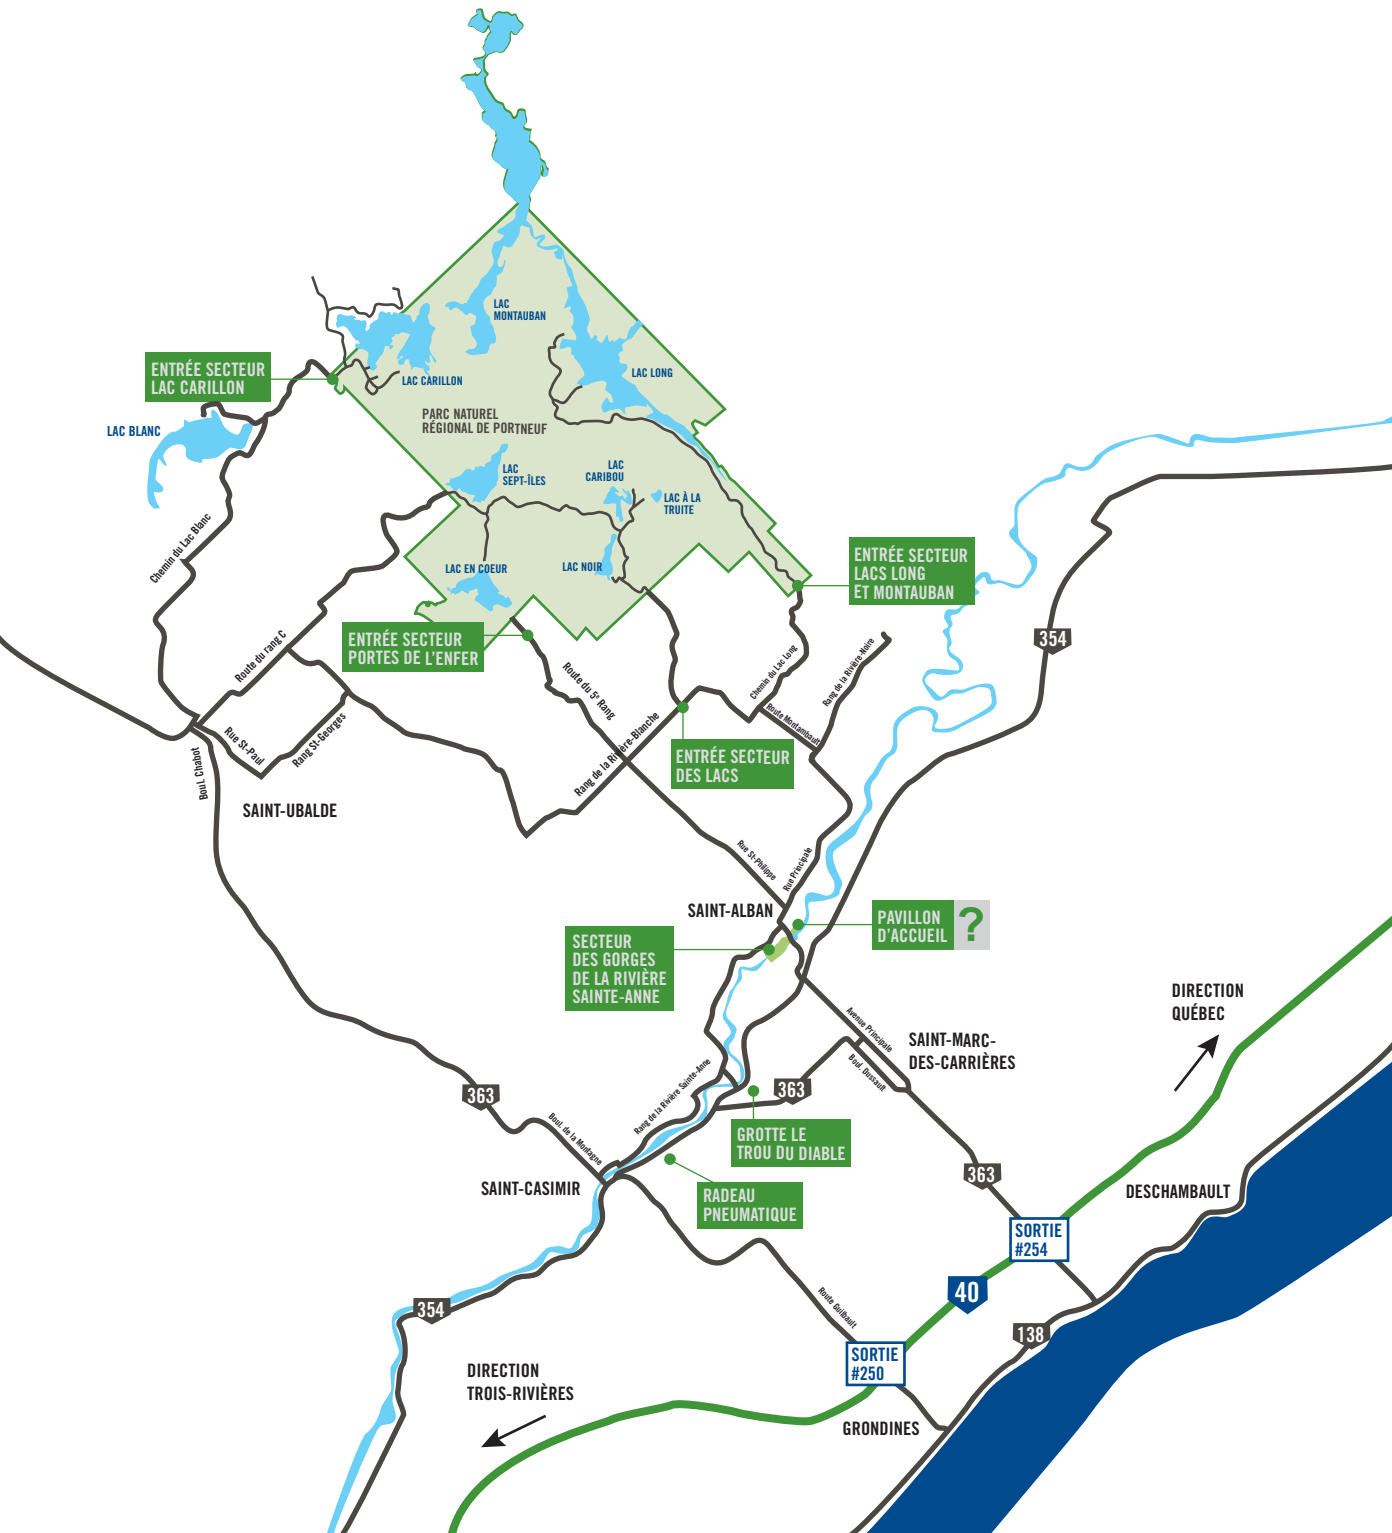 LAC
MONTAUBAN
ENTRÉE SECTEUR
LAC CARILLON
LAC CARILLON
LAC LONG
PARC NATUREL
RÉGIONAL DE PORTNEUF
LAC BLANC
LAC
SEPT-ÎLES
LAC
CARIBOU
LAC À LA
TRUITE
Chemin du Lac Blanc
LAC EN COEUR
LAC NOIR
ENTRÉE SECTEUR
LACS LONG
ET MONTAUBAN
ENTRÉE SECTEUR
PORTES DE L'ENFER
354
Route du rang C
Route du 5e Rang
Chemin du Lac Long
Rang de la Rivière-Noire
Route Montambault
Rue St-Paul
Rang St-Georges
Boul. Chabot
Rang de la Rivière-Blanche
ENTRÉE SECTEUR
DES LACS
SAINT-UBALDE
Rue St-Philippe
Rue Principale
SAINT-ALBAN
PAVILLON
D'ACCUEIL
?
SECTEUR
DES GORGES
DE LA RIVIÈRE
SAINTE-ANNE
DIRECTION
QUÉBEC
Avenue Principale
SAINT-MARC-
DES-CARRIÈRES
Boul. Dussault
363
363
Rang de la Rivière Sainte-Anne
Boul. de la Montagne
GROTTE LE
TROU DU DIABLE
363
SAINT-CASIMIR
RADEAU
PNEUMATIQUE
DESCHAMBAULT
SORTIE
#254
40
354
Route Guilbault
138
SORTIE
#250
DIRECTION
TROIS-RIVIÈRES
GRONDINES